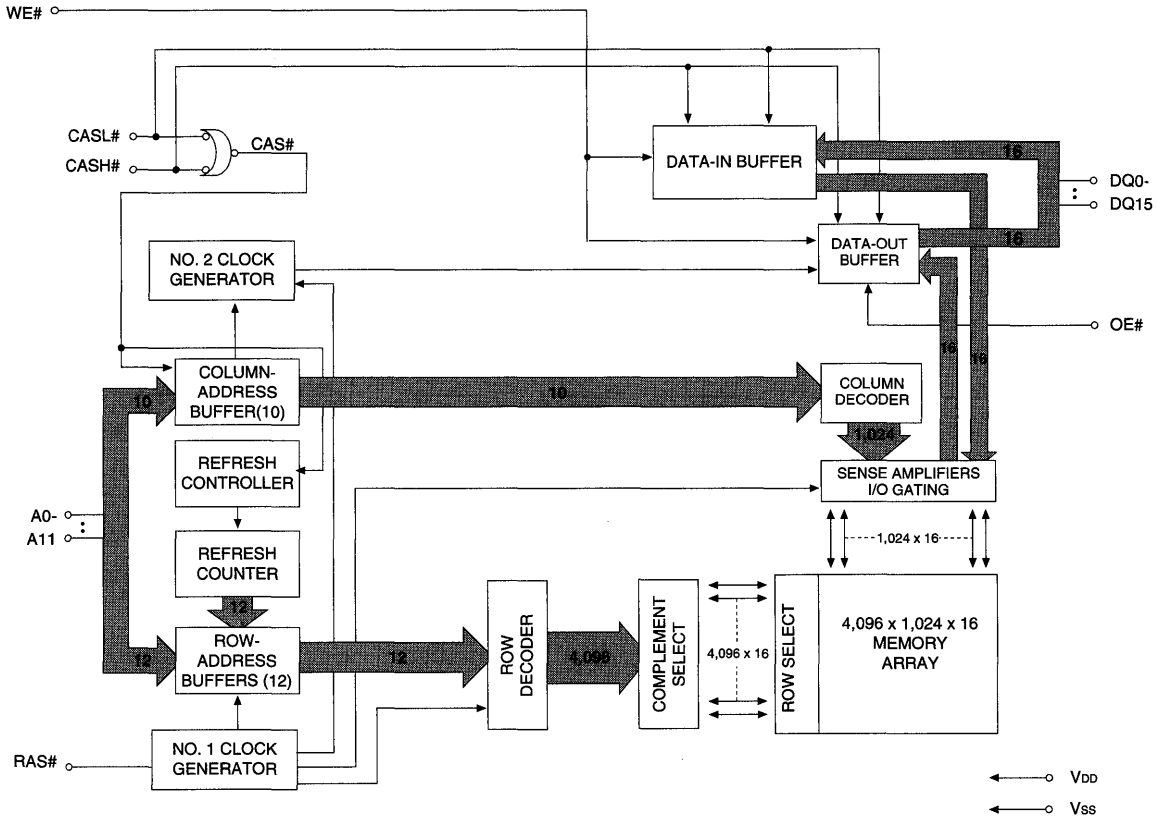 WE#
CASL#
CASH#
CAS#
DATA-IN BUFFER
16
DQ0-
DQ15
NO. 2 CLOCK
GENERATOR
DATA-OUT
BUFFER
16
OE#
16
16
COLUMN-
ADDRESS
BUFFER(10)
10
10
COLUMN
DECODER
1,024
REFRESH
CONTROLLER
SENSE AMPLIFIERS
I/O GATING
A0-
A11
REFRESH
COUNTER
1,024 x 16
12
ROW-
ADDRESS
BUFFERS (12)
12
12
ROW
DECODER
4,096
COMPLEMENT
SELECT
4,096 x 16
ROW SELECT
4,096 x 1,024 x 16
MEMORY
ARRAY
RAS#
NO. 1 CLOCK
GENERATOR
VDD
VSS